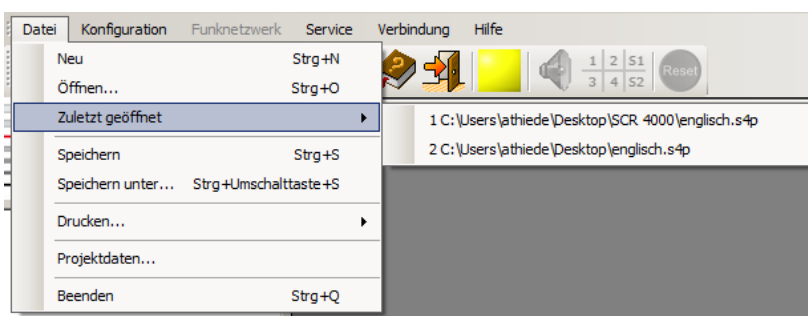 Datei Konfiguration Funknetzwerk Service Verbindung Hilfe
1 2 S1
3 4 S2
Reset
Neu Strg+N
Öffnen... Strg+O
Zuletzt geöffnet
1 C:\Users\athiede\Desktop\SCR 4000\englisch.s4p
2 C:\Users\athiede\Desktop\englisch.s4p
Speichern Strg+S
Speichern unter... Strg+Umschalttaste+S
Drucken...
Projektdaten...
Beenden Strg+Q